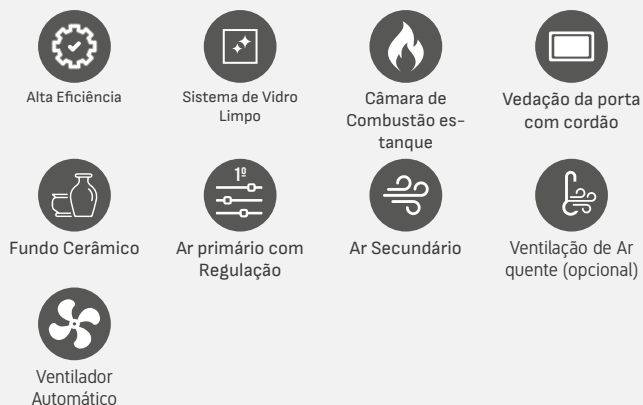 Alta Eficiência
Sistema de Vidro
Limpo
Câmara de
Combustão es-
tanque
Vedação da porta
com cordão
Fundo Cerâmico
1º
Ar primário com
Regulação
Ar Secundário
Ventilação de Ar
quente (opcional)
Ventilador
Automático